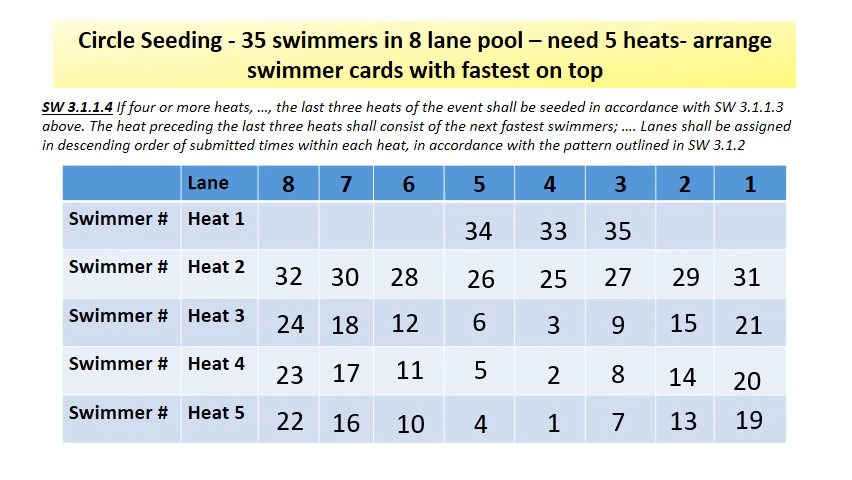 Circle Seeding - 35 swimmers in 8 lane pool – need 5 heats- arrange
swimmer cards with fastest on top
SW 3.1.1.4 If four or more heats, ..., the last three heats of the event shall be seeded in accordance with SW 3.1.1.3
above. The heat preceding the last three heats shall consist of the next fastest swimmers; .... Lanes shall be assigned
in descending order of submitted times within each heat, in accordance with the pattern outlined in SW 3.1.2
Lane 8 7 6 5 4 3 2 1
Swimmer # Heat 1 34 33 35
Swimmer # Heat 2 32 30 28 26 25 27 29 31
Swimmer # Heat 3 24 18 12 6 3 9 15 21
Swimmer # Heat 4 23 17 11 5 2 8 14 20
Swimmer # Heat 5 22 16 10 4 1 7 13 19